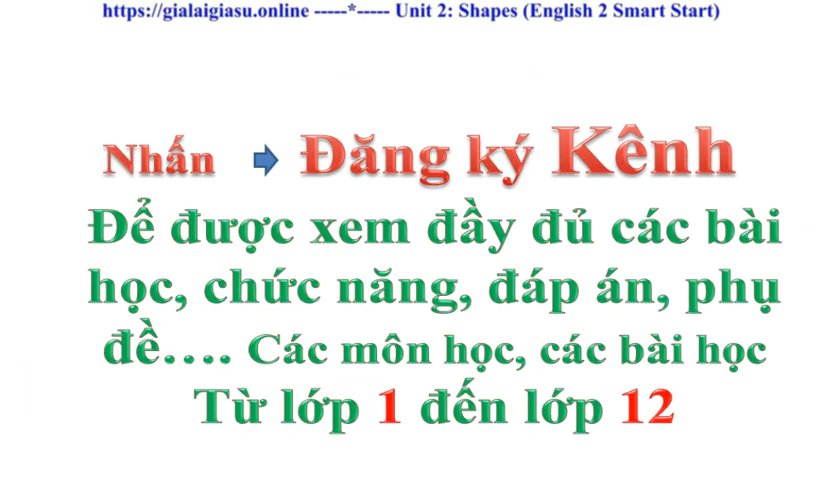 https://gialaigiasu.online -----*----- Unit 2: Shapes (English 2 Smart Start)
Nhấn Đăng ký Kênh
Để được xem đầy đủ các bài
học, chức năng, đáp án, phụ
đề…. Các môn học, các bài học
Từ lớp 1 đến lớp 12